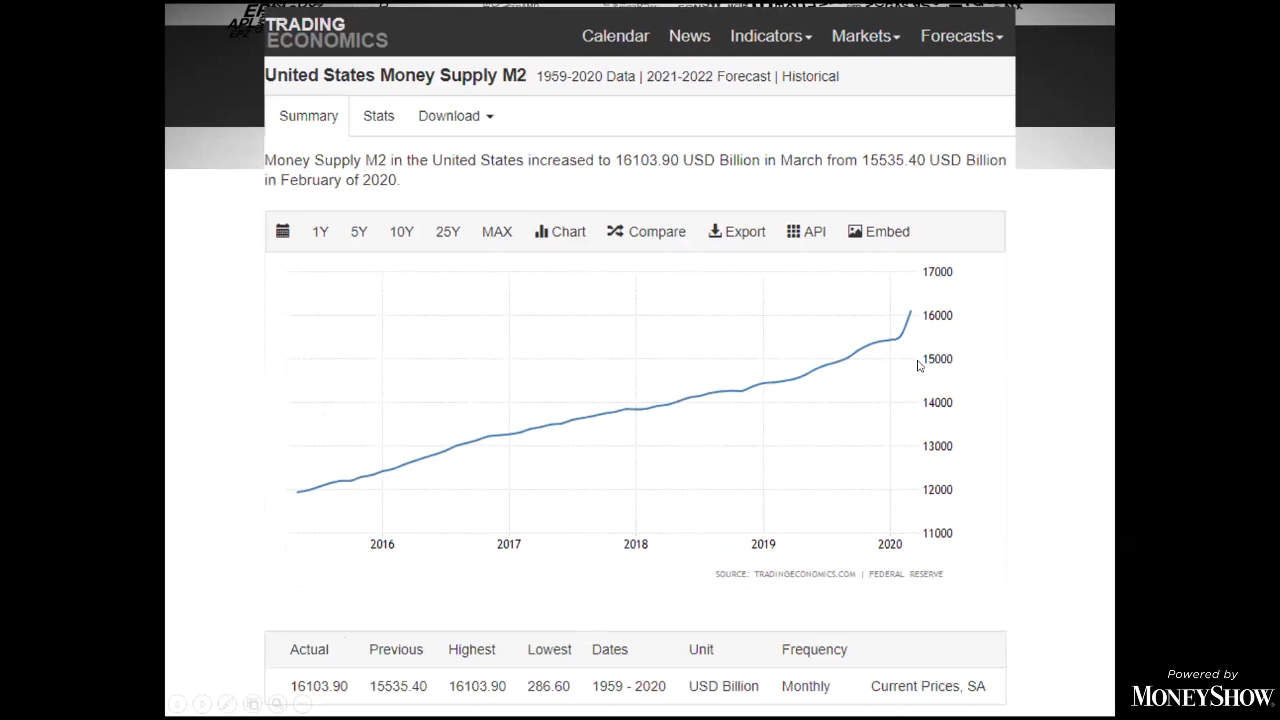 TRADING
ECONOMICS
Calendar News Indicators Markets Forecasts
United States Money Supply M2 1959-2020 Data | 2021-2022 Forecast | Historical
Summary Stats Download
Money Supply M2 in the United States increased to 16103.90 USD Billion in March from 15535.40 USD Billion
in February of 2020.
1Y 5Y 10Y 25Y MAX Chart Compare Export API Embed
17000
16000
15000
14000
13000
12000
11000
2016 2017 2018 2019 2020
SOURCE: TRADINGECONOMICS.COM | FEDERAL RESERVE
Actual Previous Highest Lowest Dates Unit Frequency
16103.90 15535.40 16103.90 286.60 1959 - 2020 USD Billion Monthly Current Prices, SA
Powered by
MONEYSHOW